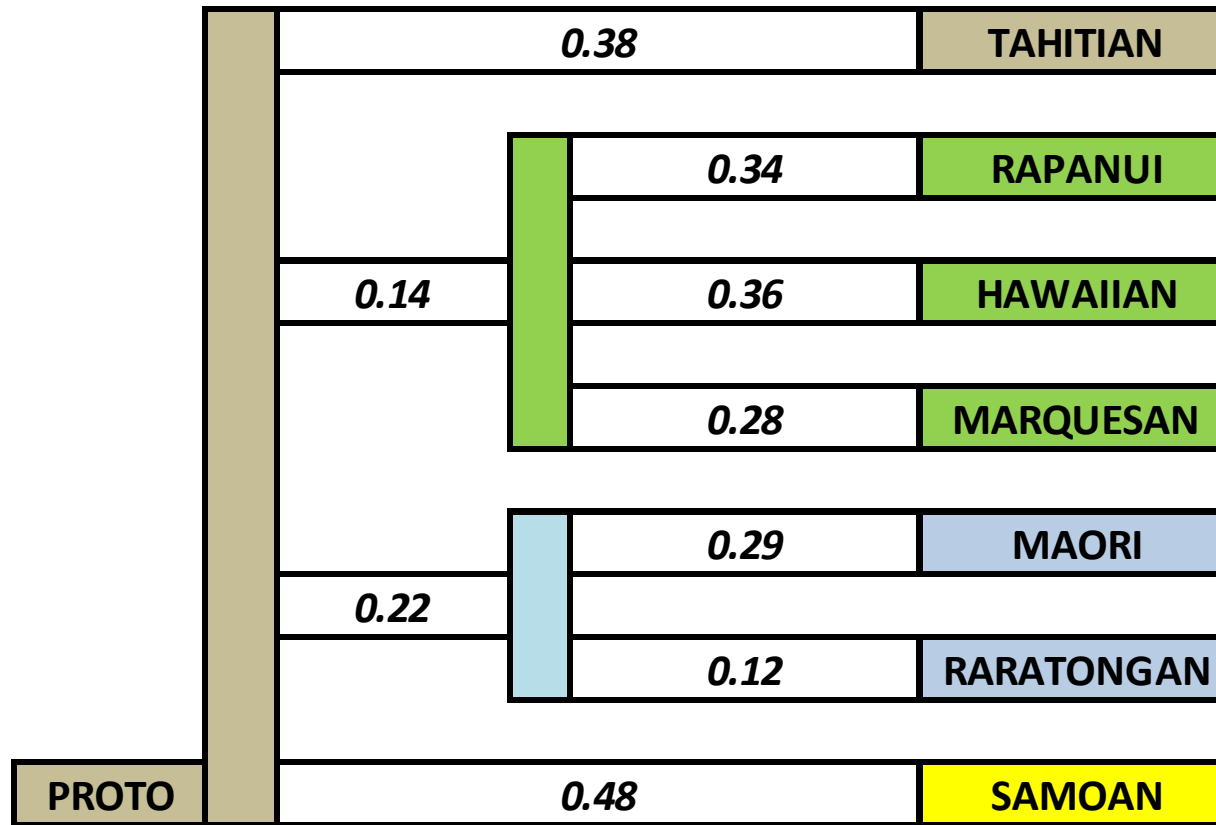 0.38 TAHITIAN
0.34 RAPANUI
0.14 0.36 HAWAIIAN
0.28 MARQUESAN
0.29 MAORI
0.22
0.12 RARATONGAN
PROTO 0.48 SAMOAN